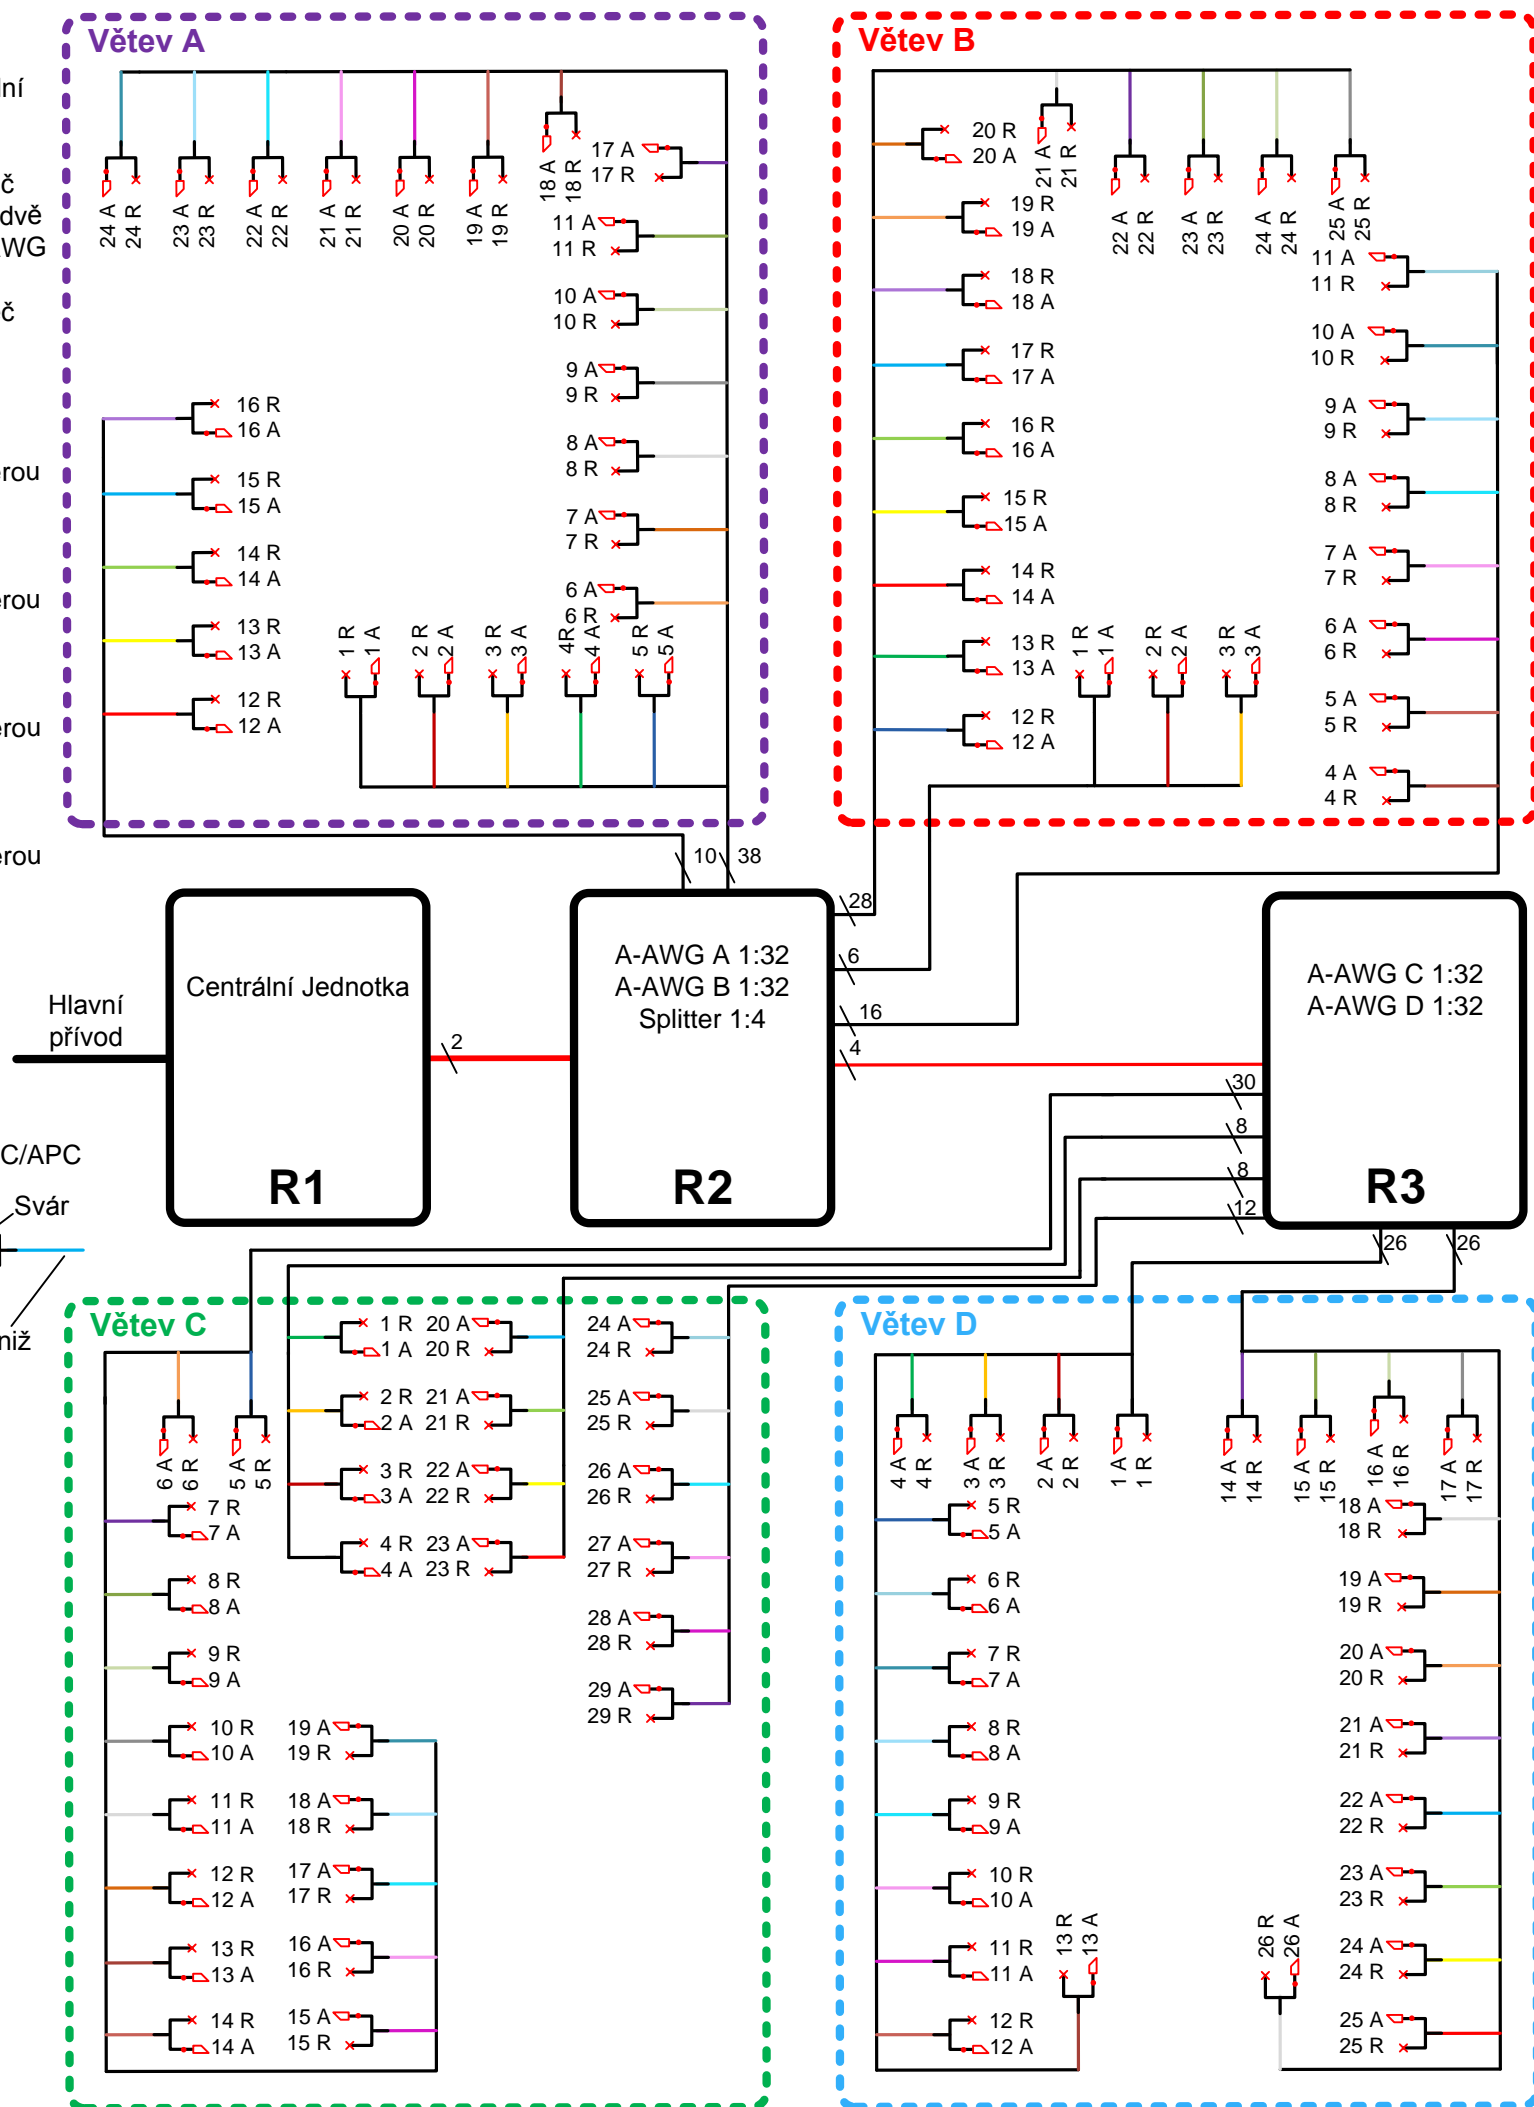 Větev A
Větev B
ní
č
dvě
WG
č
erou
erou
erou
erou
24 A
24 R
23 A
23 R
22 A
22 R
21 A
21 R
20 A
20 R
19 A
19 R
18 A
18 R
17 A
17 R
11 A
11 R
10 A
10 R
9 A
9 R
8 A
8 R
7 A
7 R
6 A
6 R
16 R
16 A
15 R
15 A
14 R
14 A
13 R
13 A
12 R
12 A
1 R
1 A
2 R
2 A
3 R
3 A
4R
4 A
5 R
5 A
20 R
20 A
21 A
21 R
22 A
22 R
23 A
23 R
24 A
24 R
25 A
25 R
19 R
19 A
18 R
18 A
17 R
17 A
16 R
16 A
15 R
15 A
14 R
14 A
13 R
13 A
12 R
12 A
1 R
1 A
2 R
2 A
3 R
3 A
11 A
11 R
10 A
10 R
9 A
9 R
8 A
8 R
7 A
7 R
6 A
6 R
5 A
5 R
4 A
4 R
10
38
28
6
16
4
2
30
8
8
12
26
26
Hlavní
přívod
Centrální Jednotka
R1
A-AWG A 1:32
A-AWG B 1:32
Splitter 1:4
R2
A-AWG C 1:32
A-AWG D 1:32
R3
C/APC
Svár
niž
Větev C
6 A
6 R
5 A
5 R
1 R
1 A
2 R
2 A
3 R
3 A
4 R
4 A
20 A
20 R
21 A
21 R
22 A
22 R
23 A
23 R
24 A
24 R
25 A
25 R
26 A
26 R
27 A
27 R
28 A
28 R
29 A
29 R
7 R
7 A
8 R
8 A
9 R
9 A
10 R
10 A
11 R
11 A
12 R
12 A
13 R
13 A
14 R
14 A
19 A
19 R
18 A
18 R
17 A
17 R
16 A
16 R
15 A
15 R
Větev D
4 A
4 R
3 A
3 R
2 A
2 R
1 A
1 R
14 A
14 R
15 A
15 R
16 A
16 R
17 A
17 R
5 R
5 A
6 R
6 A
7 R
7 A
8 R
8 A
9 R
9 A
10 R
10 A
11 R
11 A
12 R
12 A
13 R
13 A
26 R
26 A
18 A
18 R
19 A
19 R
20 A
20 R
21 A
21 R
22 A
22 R
23 A
23 R
24 A
24 R
25 A
25 R